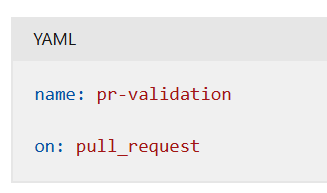 YAML
name: pr-validation
on: pull_request